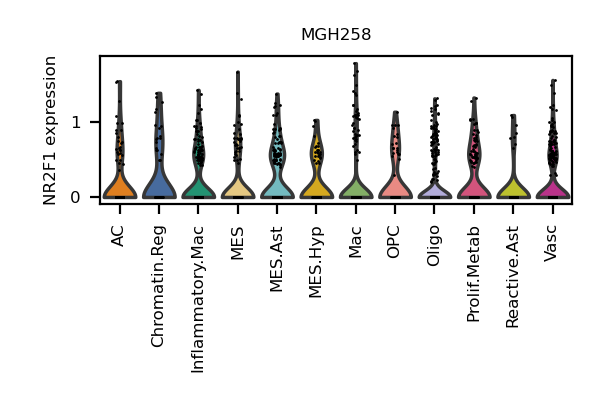 MGH258
NR2F1 expression
1
0
AC
Chromatin.Reg
Inflammatory.Mac
MES
MES.Ast
MES.Hyp
Mac
OPC
Oligo
Prolif.Metab
Reactive.Ast
Vasc